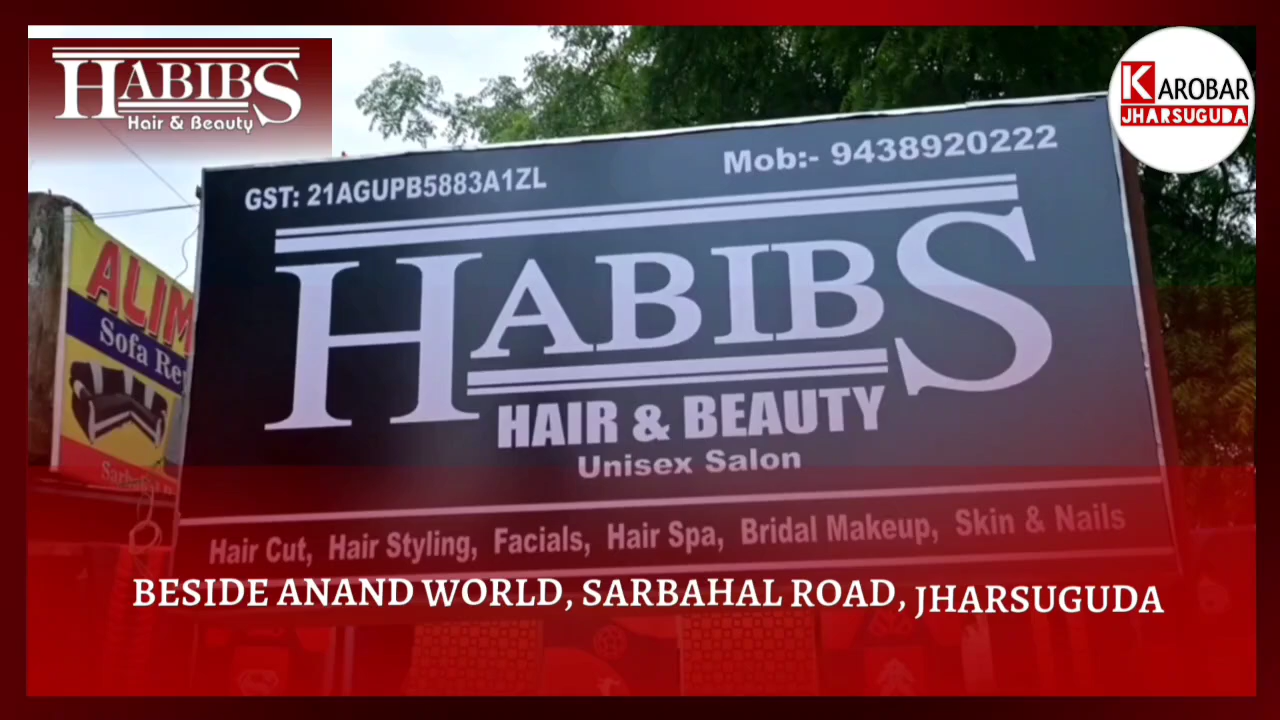 HABIBS
Hair & Beauty
KAROBAR
JHARSUGUDA
GST: 21AGUPB5883A1ZL
Mob:- 9438920222
HABIBS
HAIR & BEAUTY
Unisex Salon
Hair Cut, Hair Styling, Facials, Hair Spa, Bridal Makeup, Skin & Nails
ALIM
Sofa
BESIDE ANAND WORLD, SARBAHAL ROAD, JHARSUGUDA